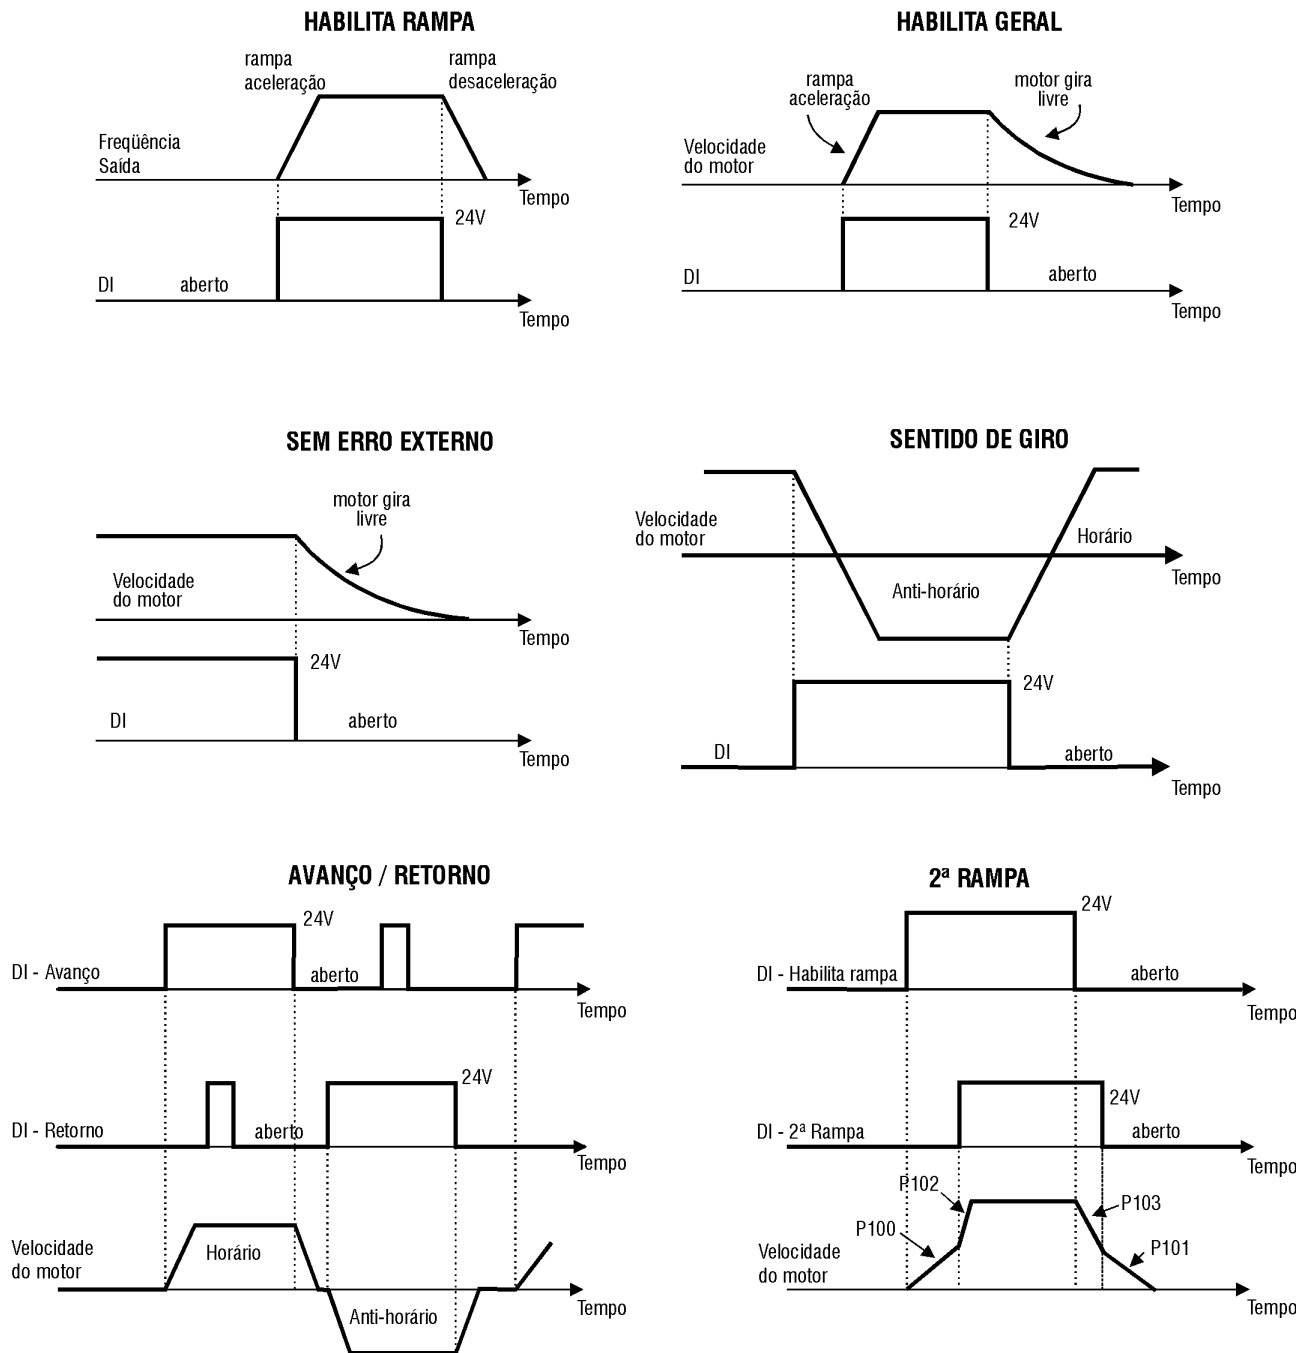 HABILITA RAMPA
rampa
aceleração
rampa
desaceleração
Freqüência
Saída
Tempo
24V
DI
aberto
Tempo
HABILITA GERAL
rampa
aceleração
motor gira
livre
Velocidade
do motor
Tempo
24V
DI
aberto
Tempo
SEM ERRO EXTERNO
motor gira
livre
Velocidade
do motor
Tempo
24V
DI
aberto
Tempo
SENTIDO DE GIRO
Velocidade
do motor
Horário
Tempo
Anti-horário
24V
DI
aberto
Tempo
AVANÇO / RETORNO
24V
DI - Avanço
aberto
Tempo
24V
DI - Retorno
aberto
Tempo
Velocidade
do motor
Horário
Tempo
Anti-horário
2ª RAMPA
24V
DI - Habilita rampa
aberto
Tempo
24V
DI - 2ª Rampa
aberto
Tempo
P102
P103
P100
P101
Velocidade
do motor
Tempo